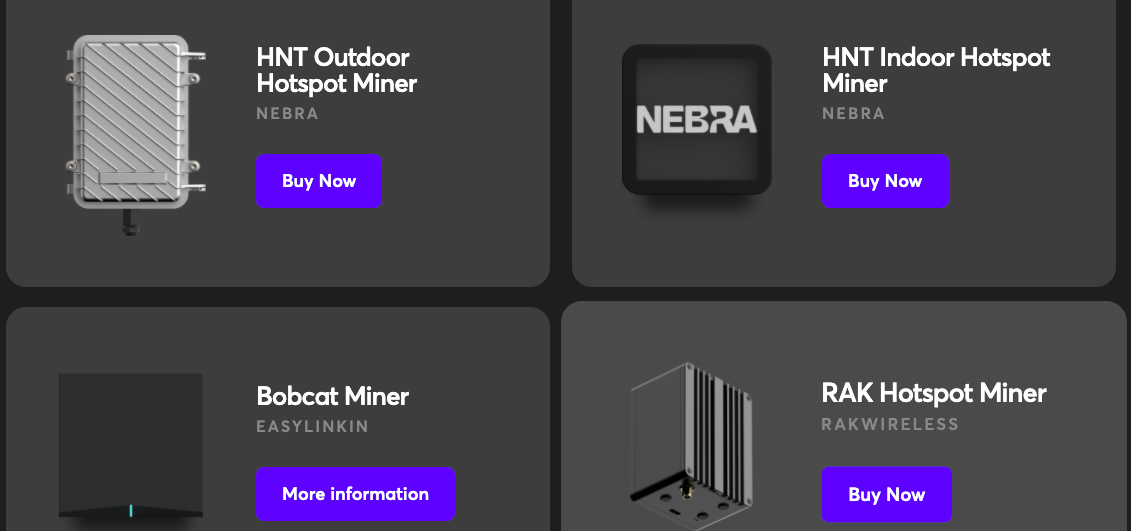 HNT Outdoor
Hotspot Miner
NEBRA
Buy Now
NEBRA
HNT Indoor Hotspot
Miner
NEBRA
Buy Now
Bobcat Miner
EASYLINKIN
More information
RAK Hotspot Miner
RAKWIRELESS
Buy Now